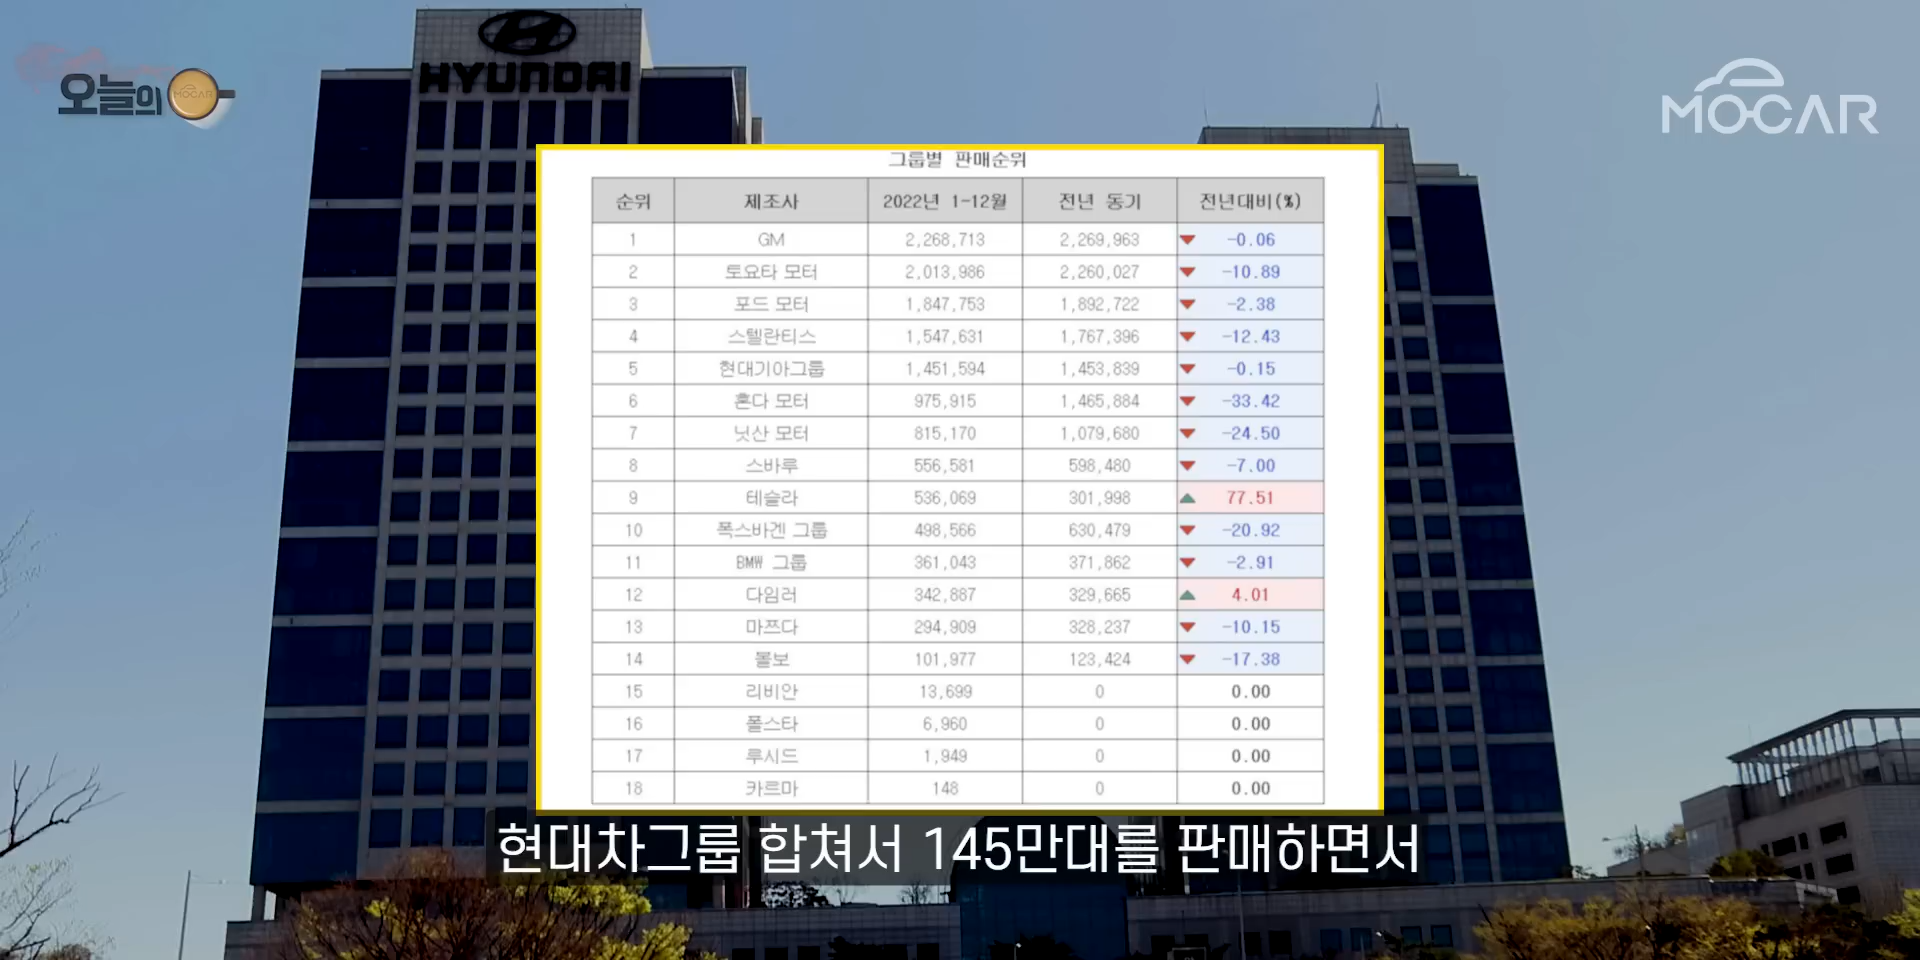 HYUNDAI
오늘의 MOCAR
MOCAR
그룹별 판매순위
순위 제조사 2022년 1-12월 전년 동기 전년대비(%)
1 GM 2,268,713 2,269,963 -0.06
2 토요타 모터 2,013,986 2,260,027 -10.89
3 포드 모터 1,847,753 1,892,722 -2.38
4 스텔란티스 1,547,631 1,767,396 -12.43
5 현대기아그룹 1,451,594 1,453,839 -0.15
6 혼다 모터 975,915 1,465,884 -33.42
7 닛산 모터 815,170 1,079,680 -24.50
8 스바루 556,581 598,480 -7.00
9 테슬라 536,069 301,998 77.51
10 폭스바겐 그룹 498,566 630,479 -20.92
11 BMW 그룹 361,043 371,862 -2.91
12 다임러 342,887 329,665 4.01
13 마쯔다 294,909 328,237 -10.15
14 볼보 101,977 123,424 -17.38
15 리비안 13,699 0 0.00
16 폴스타 6,960 0 0.00
17 루시드 1,949 0 0.00
18 카르마 148 0 0.00
현대차그룹 합쳐서 145만대를 판매하면서